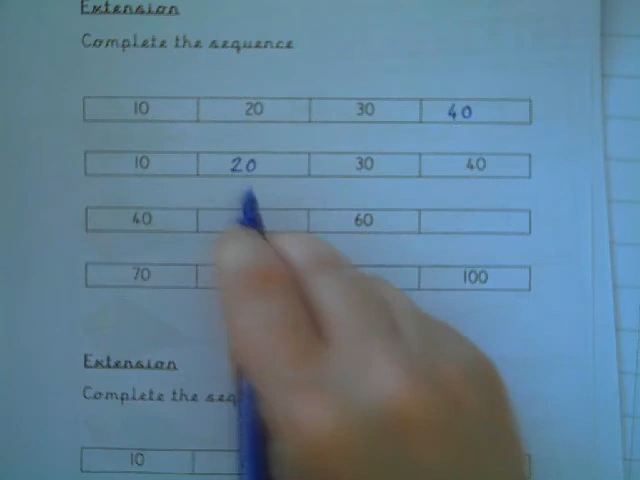 Extension
Complete the sequence
10 20 30 40
10 20 30 40
40 60
70 100
Extension
Complete the
10